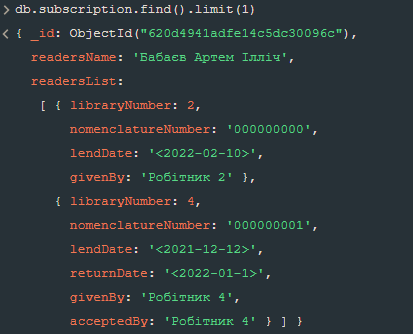 > db.subscription.find().limit(1)
< { _id: ObjectId("620d4941adfe14c5dc30096c"),
readersName: 'Бабаєв Артем Ілліч',
readersList:
[ { libraryNumber: 2,
nomenclatureNumber: '000000000',
lendDate: '<2022-02-10>',
givenBy: 'Робітник 2' },
{ libraryNumber: 4,
nomenclatureNumber: '000000001',
lendDate: '<2021-12-12>',
returnDate: '<2022-01-1>',
givenBy: 'Робітник 4',
acceptedBy: 'Робітник 4' } ] }